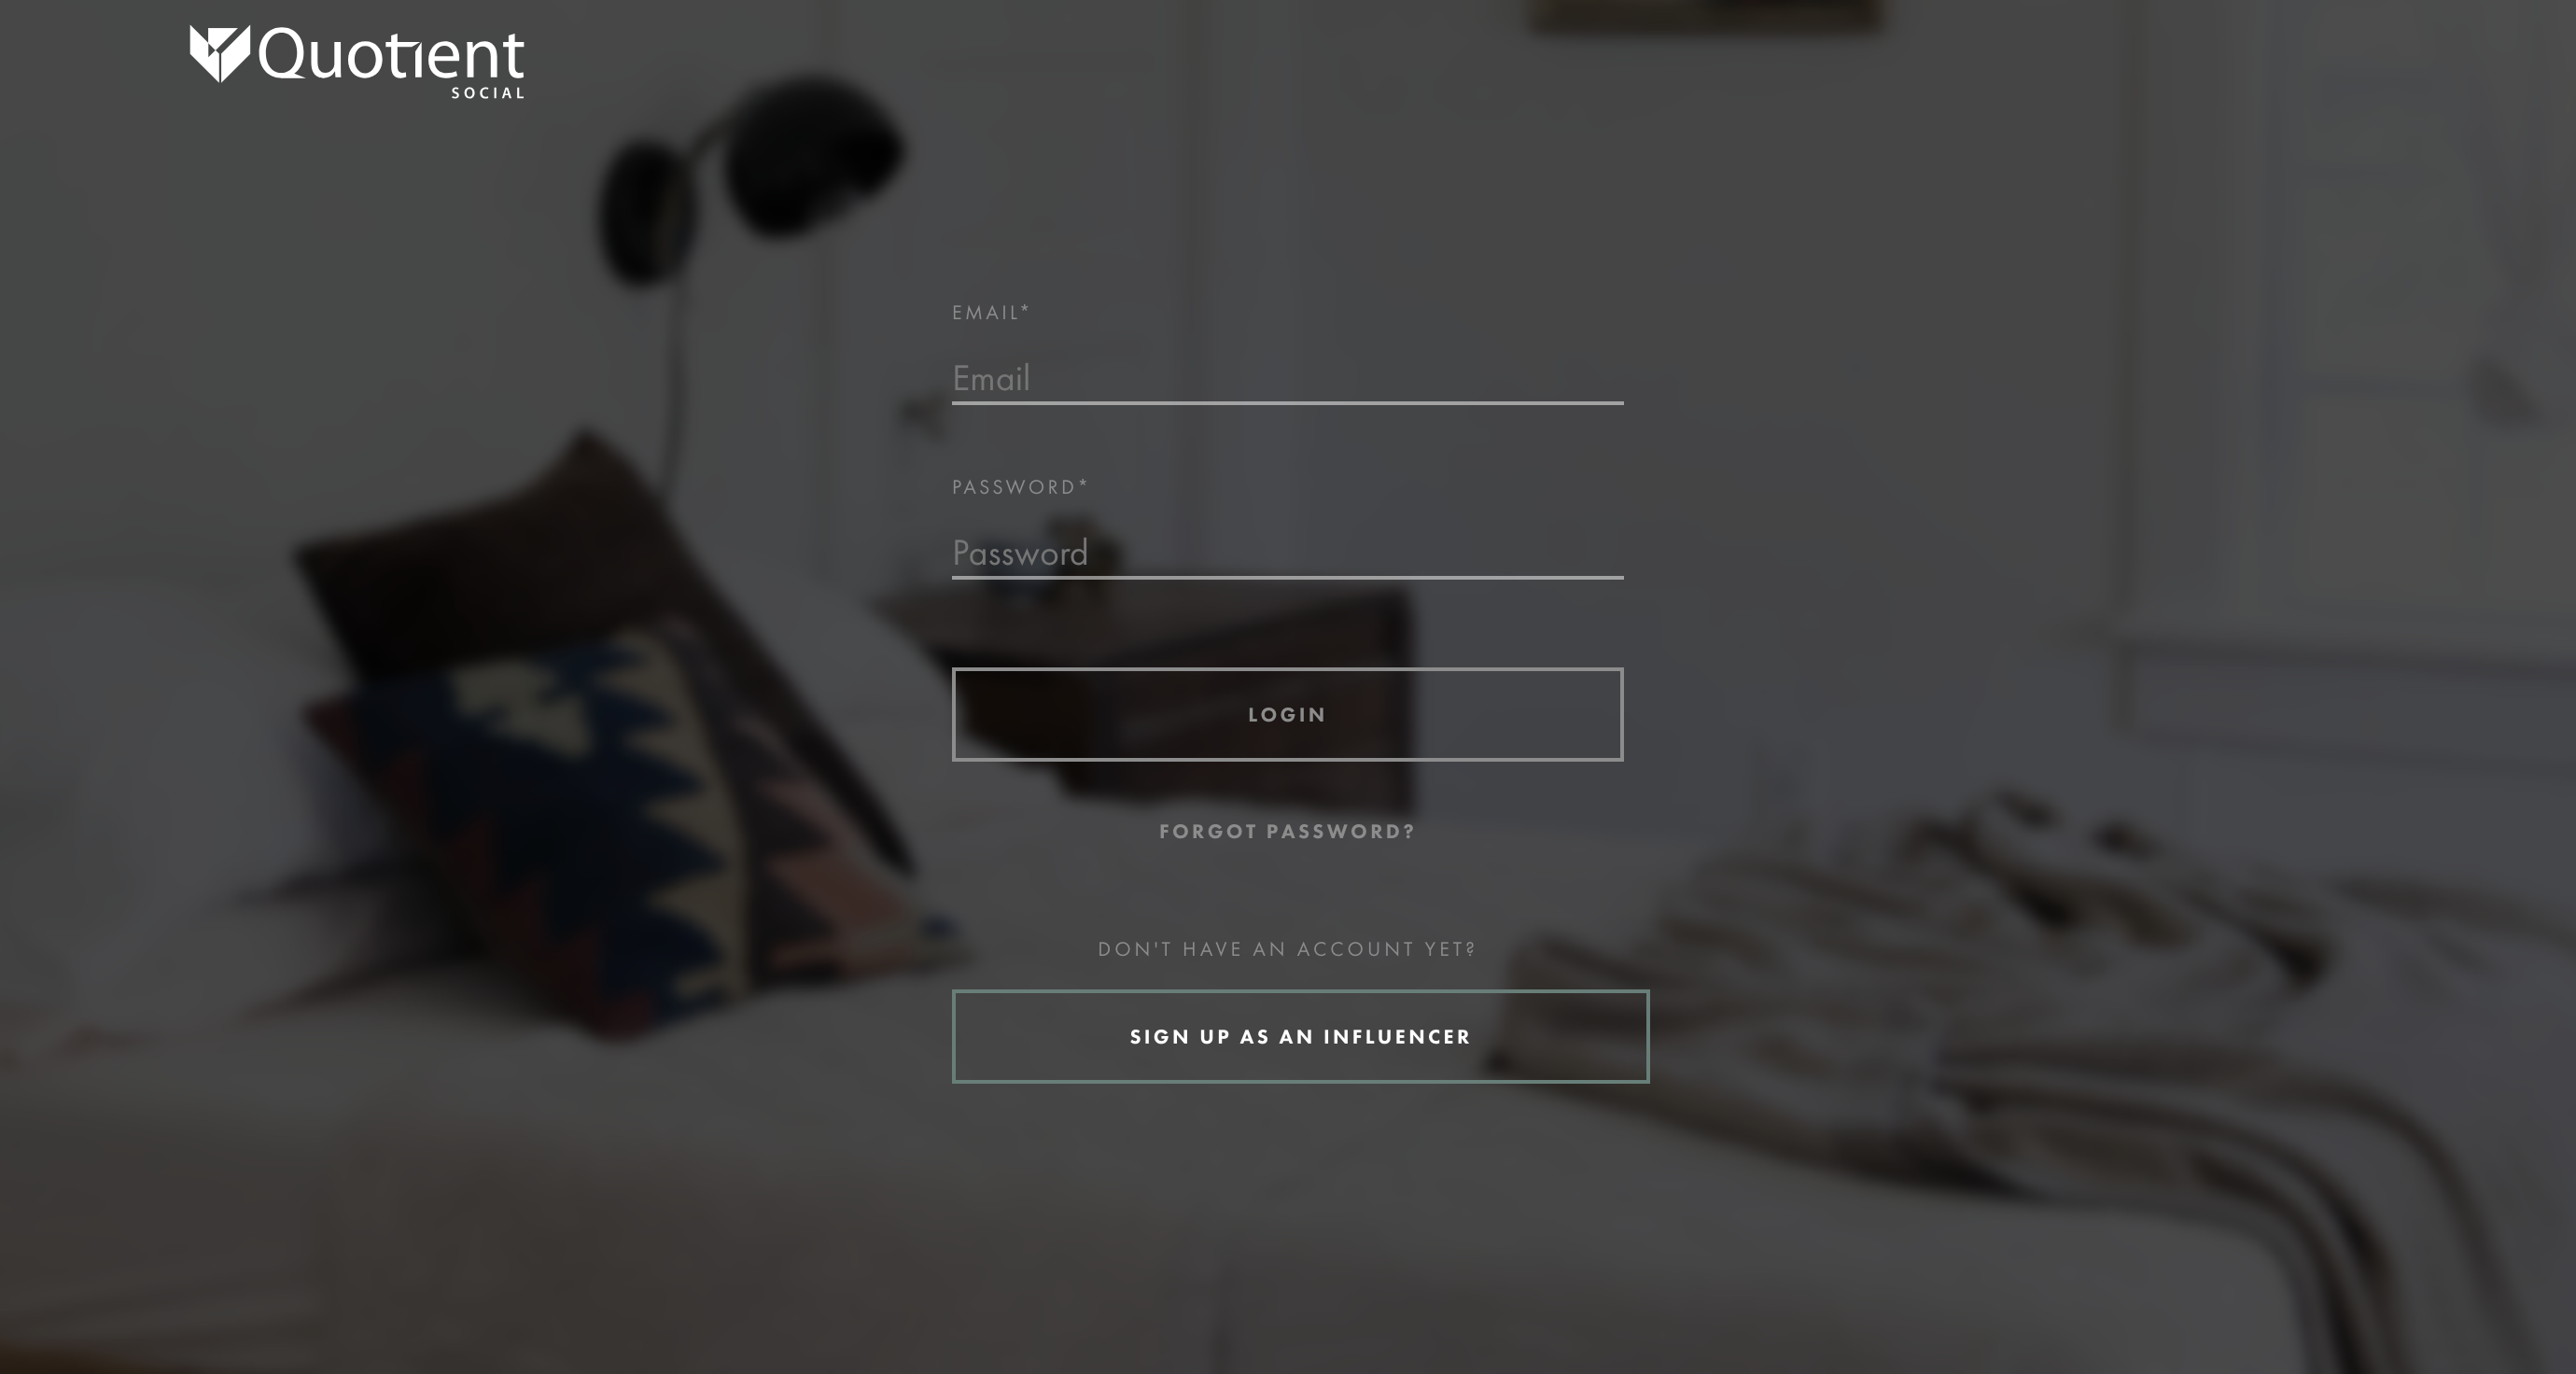 Quotient
SOCIAL
EMAIL*
Email
PASSWORD*
Password
LOGIN
FORGOT PASSWORD?
DON'T HAVE AN ACCOUNT YET?
SIGN UP AS AN INFLUENCER